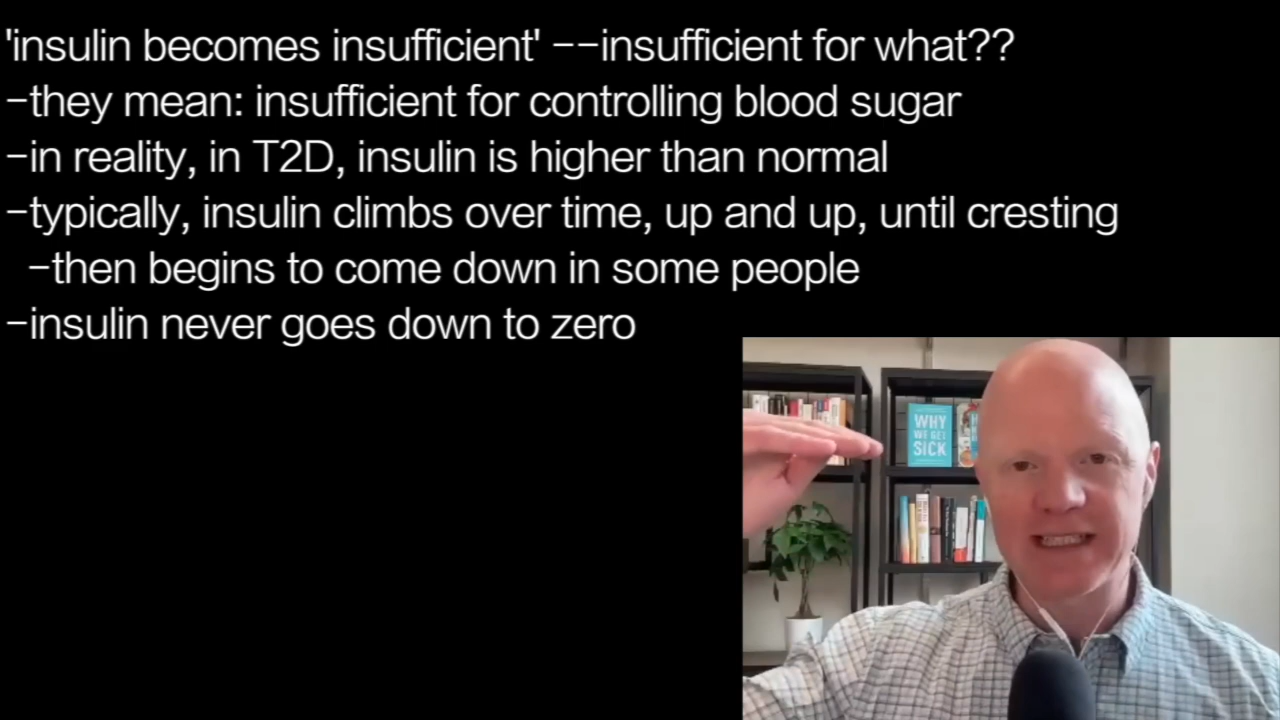 'insulin becomes insufficient' --insufficient for what??
-they mean: insufficient for controlling blood sugar
-in reality, in T2D, insulin is higher than normal
-typically, insulin climbs over time, up and up, until cresting
-then begins to come down in some people
-insulin never goes down to zero
WHY
WE GET
SICK